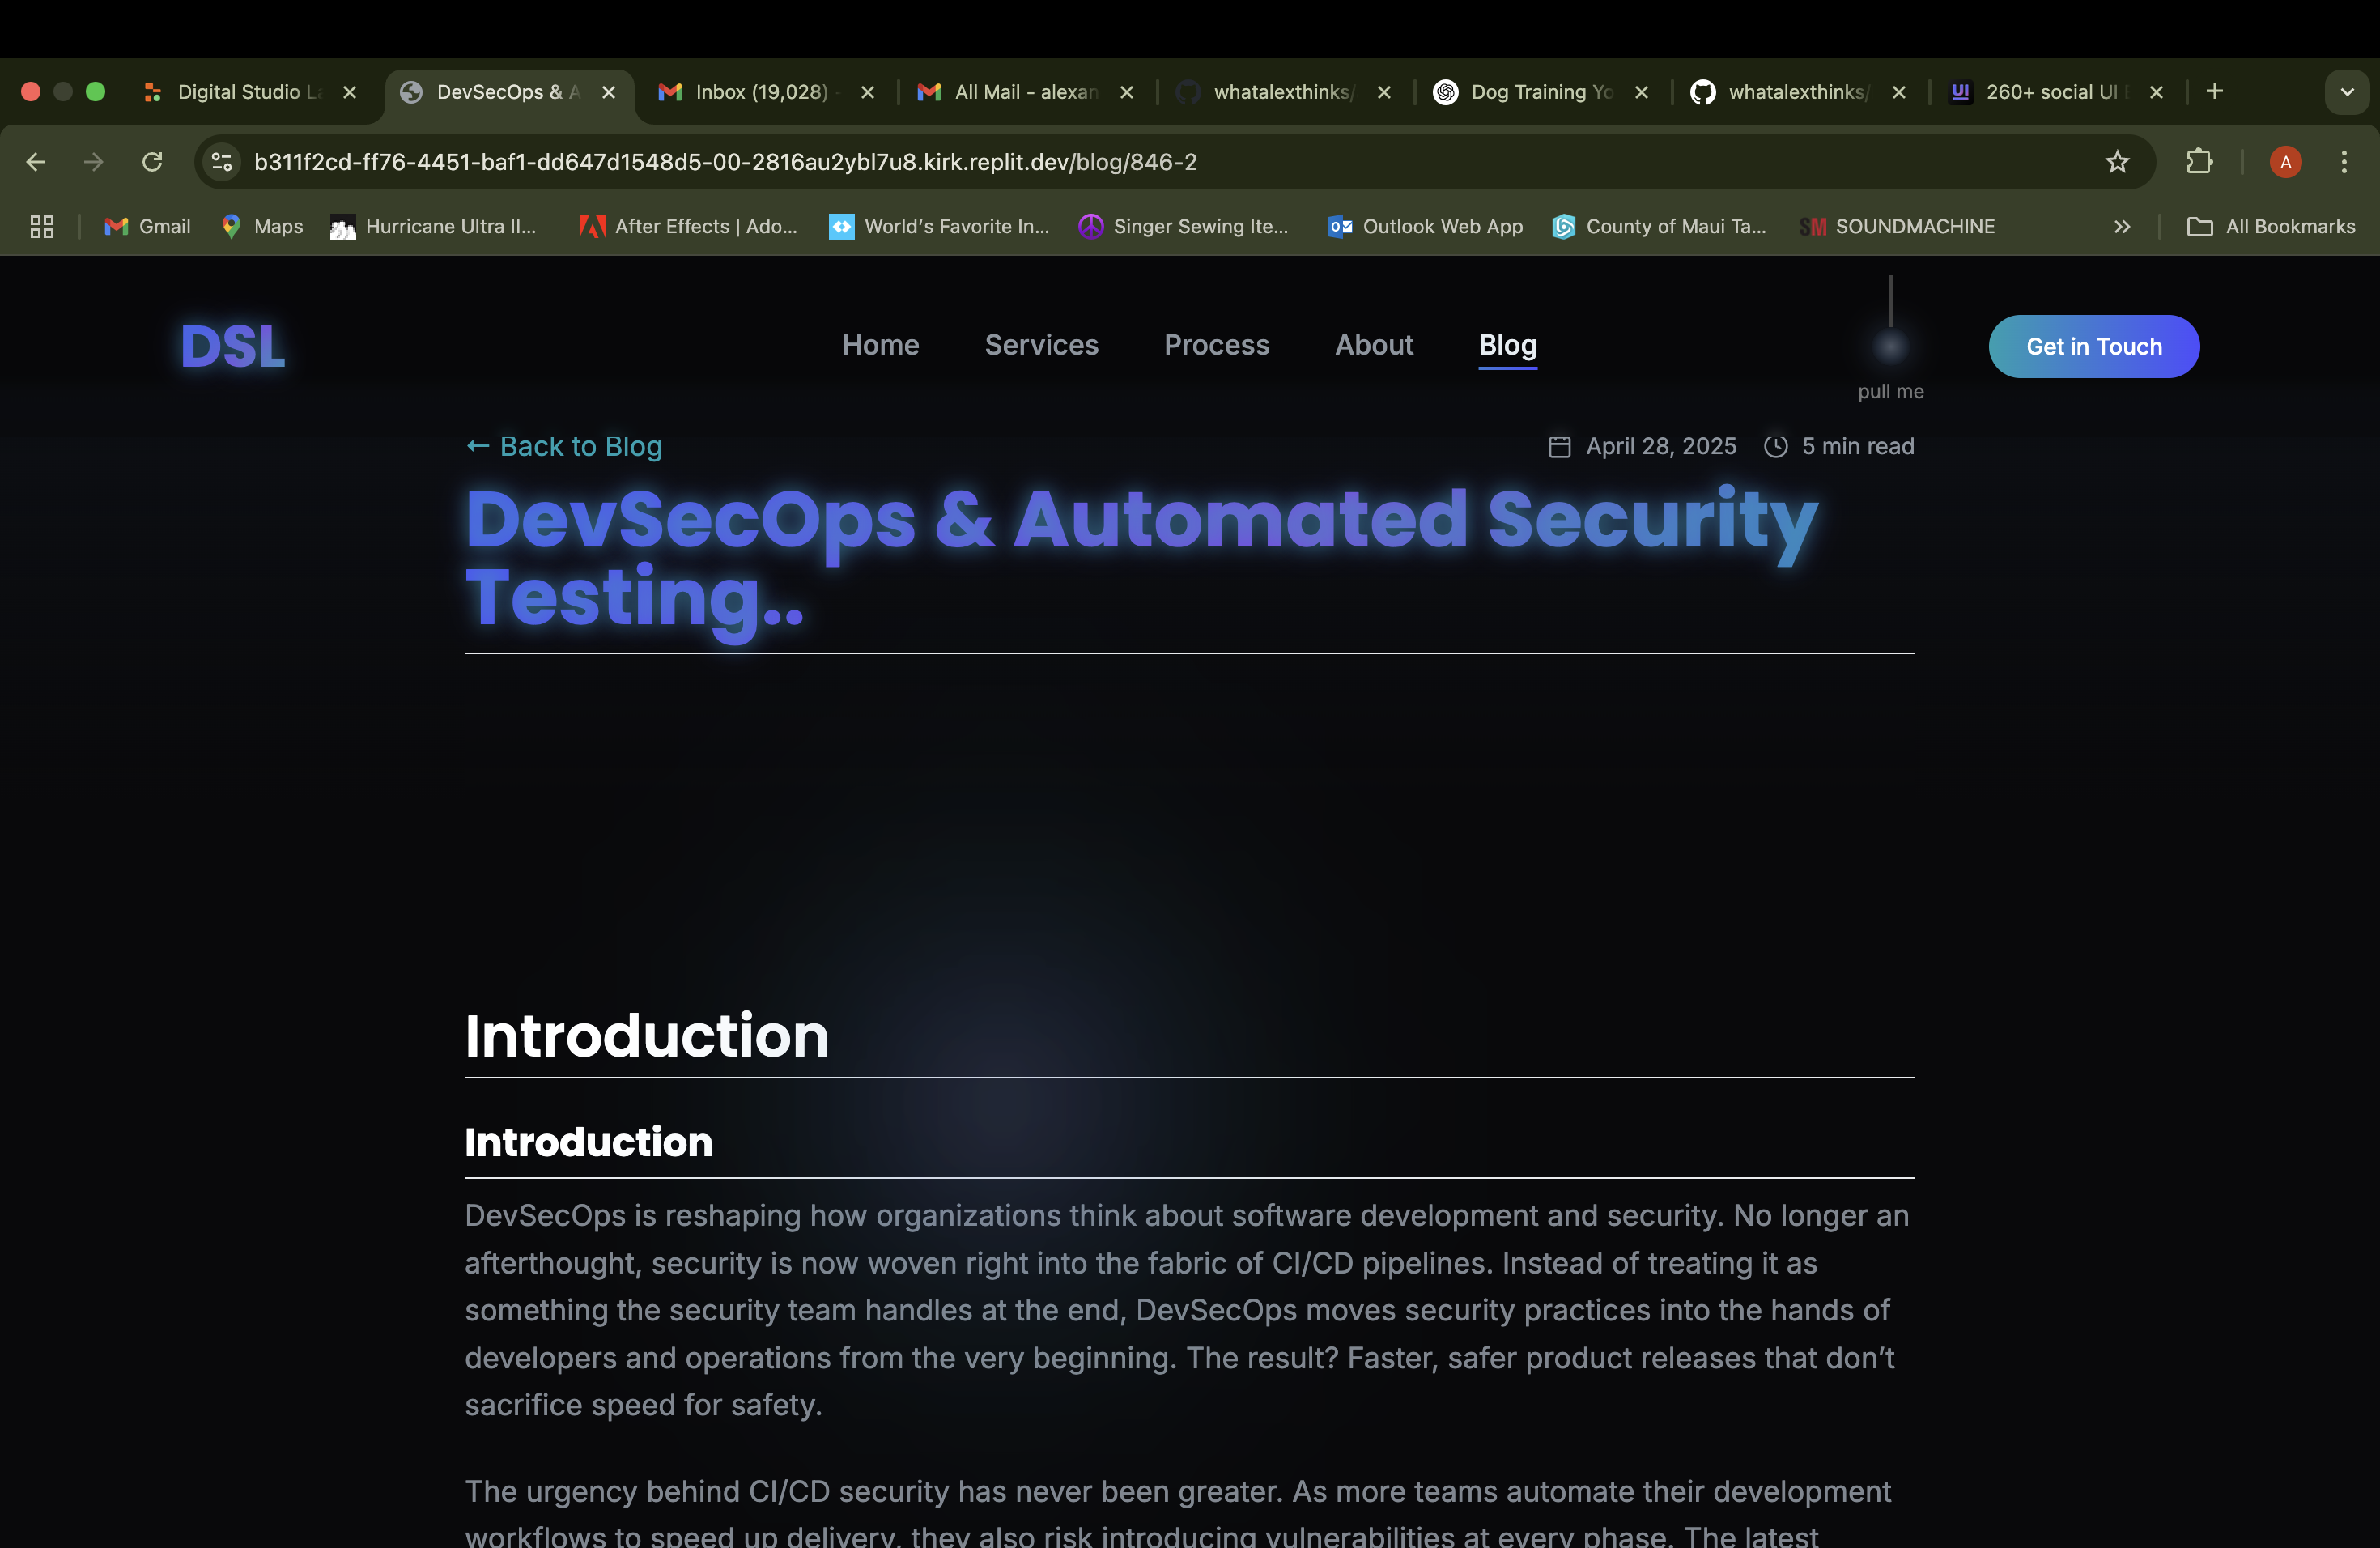 Digital Studio L
DevSecOps & A
Inbox (19,028)
All Mail - alexan
whatalexthinks/
Dog Training Yo
whatalexthinks/
260+ social UI
b311f2cd-ff76-4451-baf1-dd647d1548d5-00-2816au2ybl7u8.kirk.replit.dev/blog/846-2
A
Gmail
Maps
Hurricane Ultra II...
After Effects | Ado...
World's Favorite In...
Singer Sewing Ite...
Outlook Web App
County of Maui Ta...
SM SOUNDMACHINE
All Bookmarks
DSL
Home
Services
Process
About
Blog
pull me
Get in Touch
← Back to Blog
April 28, 2025
5 min read
DevSecOps & Automated Security
Testing..
Introduction
Introduction
DevSecOps is reshaping how organizations think about software development and security. No longer an
afterthought, security is now woven right into the fabric of CI/CD pipelines. Instead of treating it as
something the security team handles at the end, DevSecOps moves security practices into the hands of
developers and operations from the very beginning. The result? Faster, safer product releases that don’t
sacrifice speed for safety.
The urgency behind CI/CD security has never been greater. As more teams automate their development
workflows to speed up delivery, they also risk introducing vulnerabilities at every phase. The latest